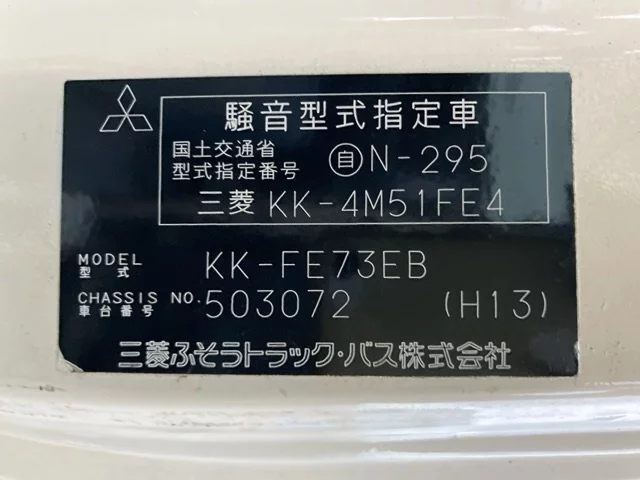 騒音型式指定車
国土交通省
型式指定番号 自N-295
三菱 KK-4M51FE4
MODEL
型式 KK-FE73EB
CHASSIS NO.
車台番号 503072 (H13)
三菱ふそうトラック・バス株式会社